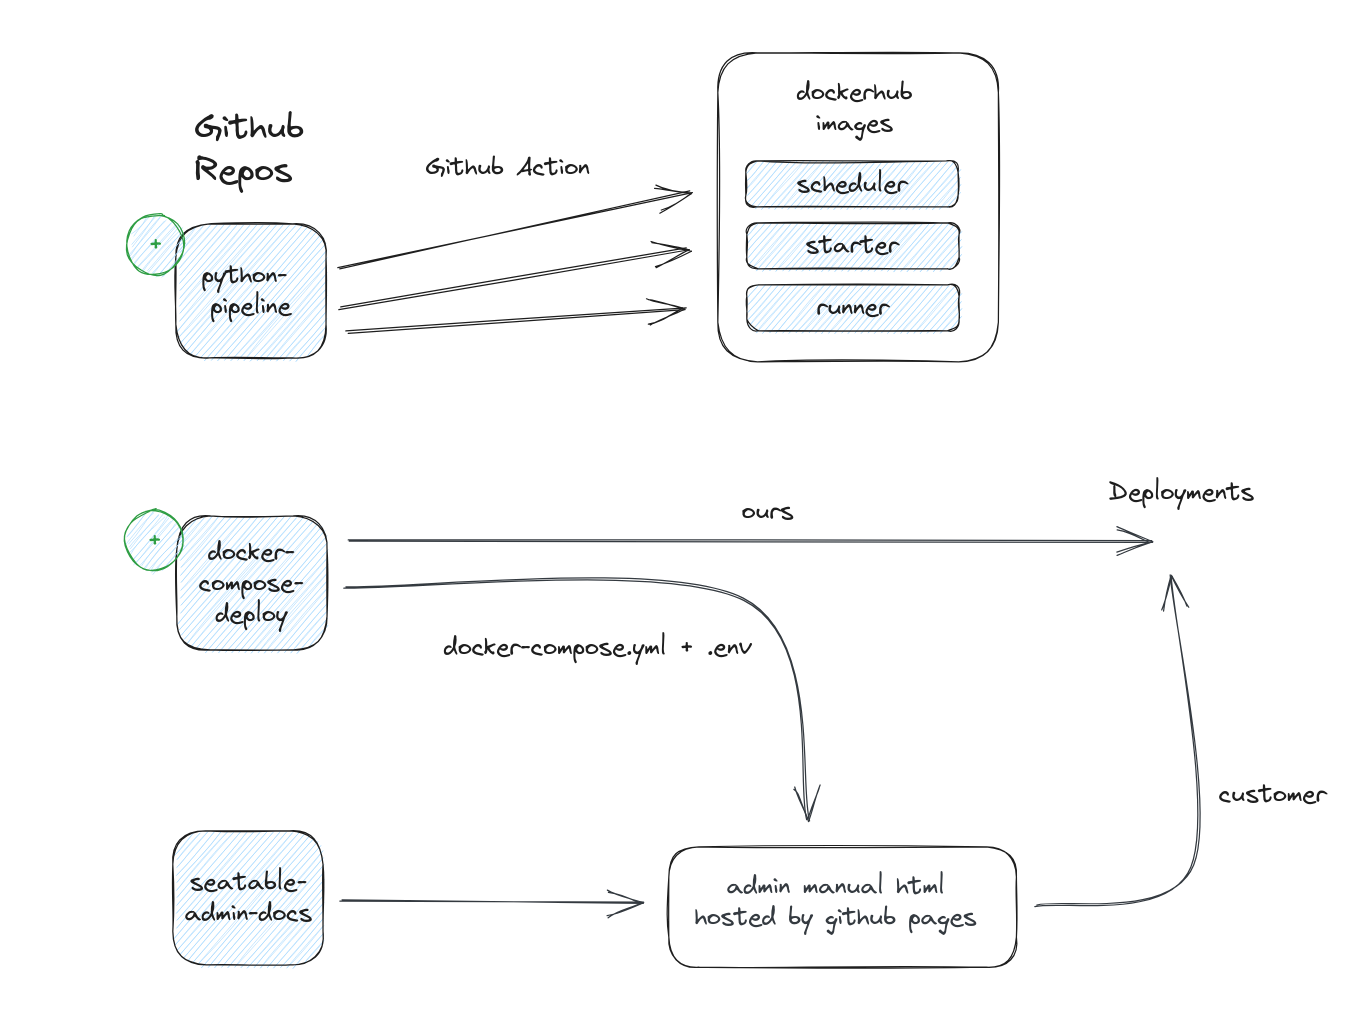 Github
Repos
Github Action
dockerhub
images
scheduler
starter
runner
+
python-
pipeline
Deployments
ours
+
docker-
compose-
deploy
docker-compose.yml + .env
customer
seatable-
admin-docs
admin manual html
hosted by github pages